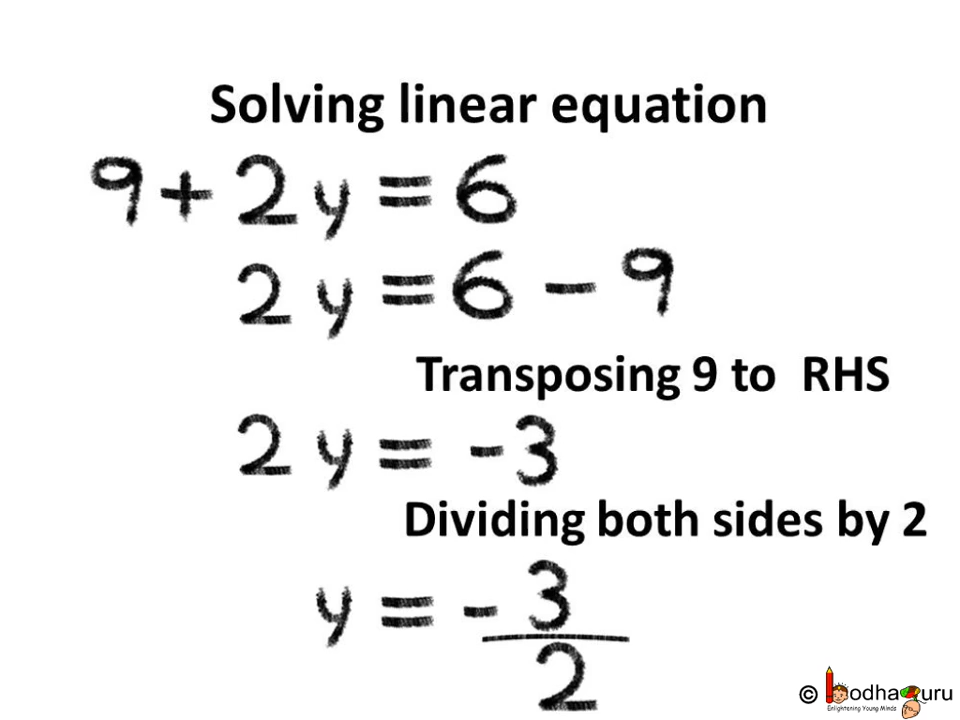 Solving linear equation
9 + 2y = 6
2y = 6 - 9
Transposing 9 to RHS
2y = -3
Dividing both sides by 2
y = -3/2
© bodhaguru
Enlightening Young Minds